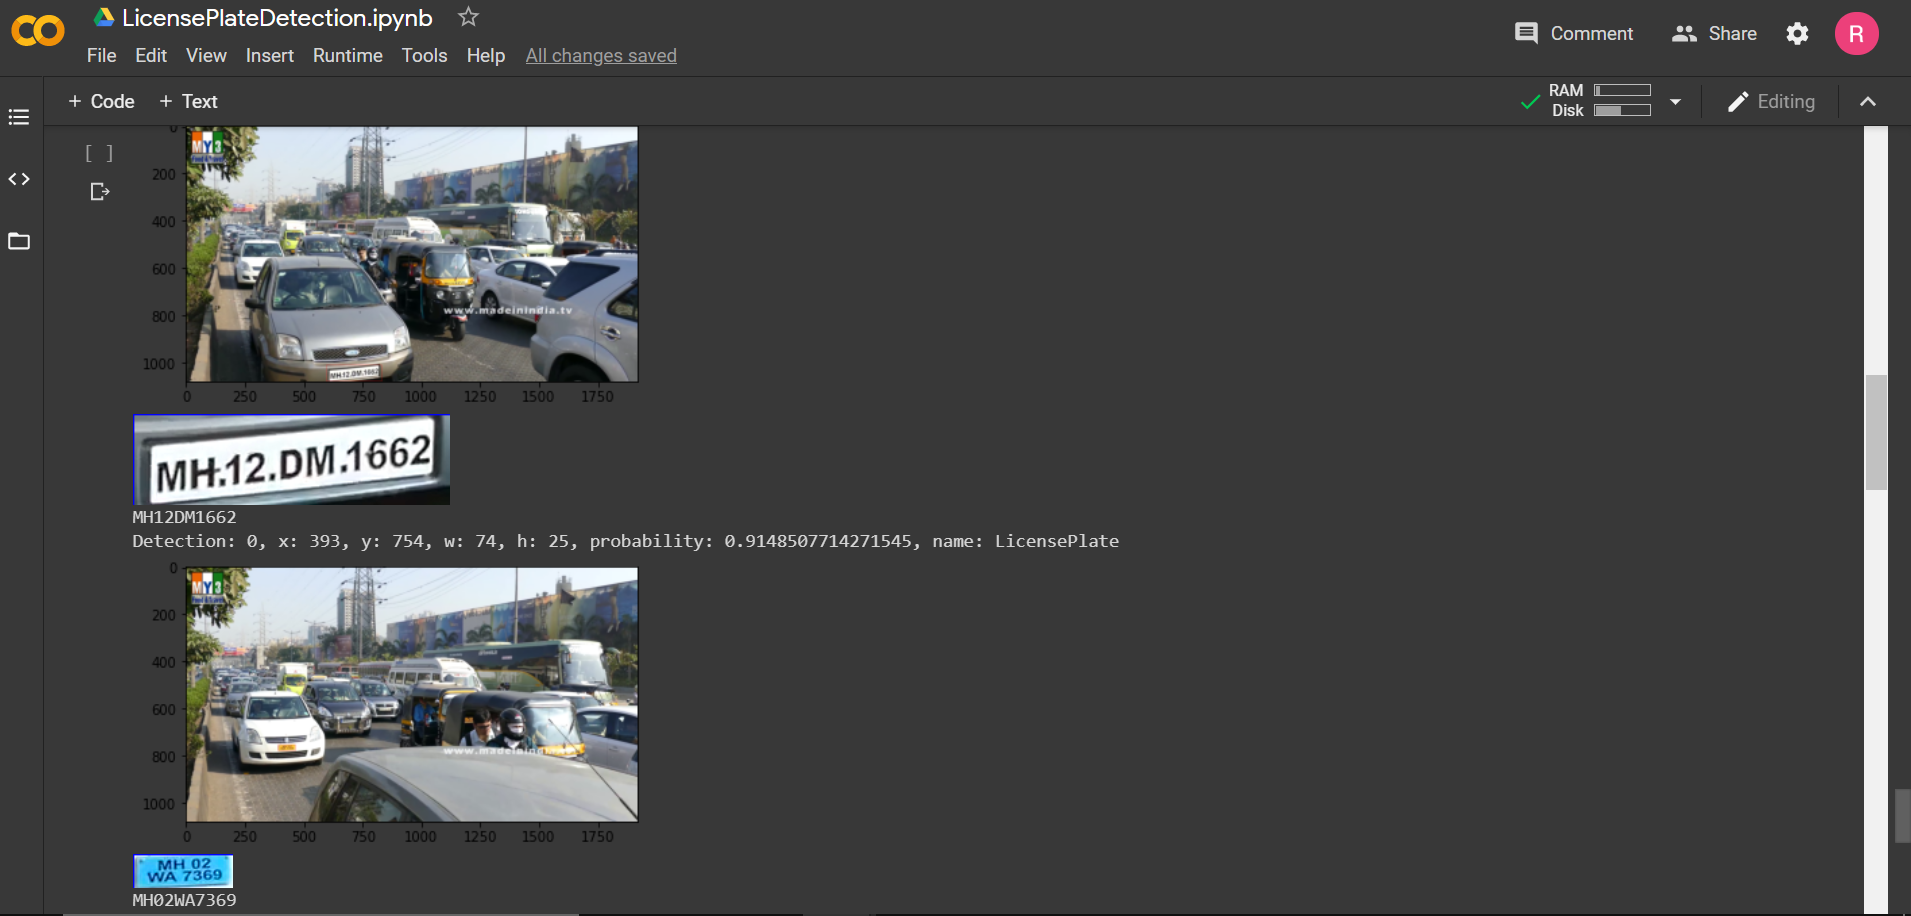 LicensePlateDetection.ipynb
File Edit View Insert Runtime Tools Help All changes saved
Comment Share R
+ Code + Text
RAM
Disk
Editing
[ ]
MY3
0
200
400
600
800
1000
www.madeinindia.tv
MH.12.DM.1662
0 250 500 750 1000 1250 1500 1750
MH.12.DM.1662
MH12DM1662
Detection: 0, x: 393, y: 754, w: 74, h: 25, probability: 0.9148507714271545, name: LicensePlate
MY3
0
200
400
600
800
1000
www.madeinindia.tv
0 250 500 750 1000 1250 1500 1750
MH 02
WA 7369
MH02WA7369